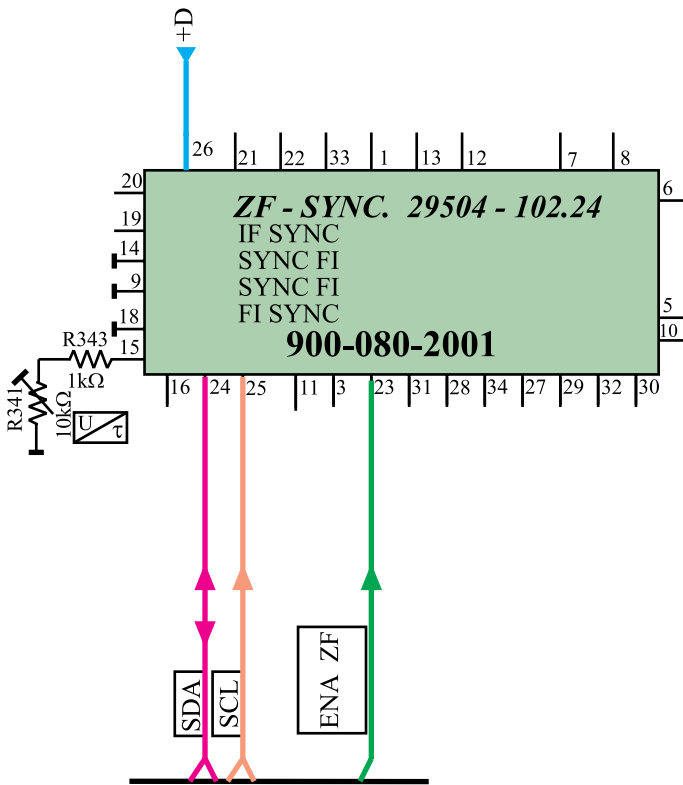 +D
26 21 22 33 1 13 12 7 8
20
19
14
9
18
15
6
5
10
ZF - SYNC. 29504 - 102.24
IF SYNC
SYNC FI
SYNC FI
FI SYNC
900-080-2001
R343
1kΩ
R341
10kΩ
U
τ
16 24 25 11 3 23 31 28 34 27 29 32 30
SDA
SCL
ENA ZF